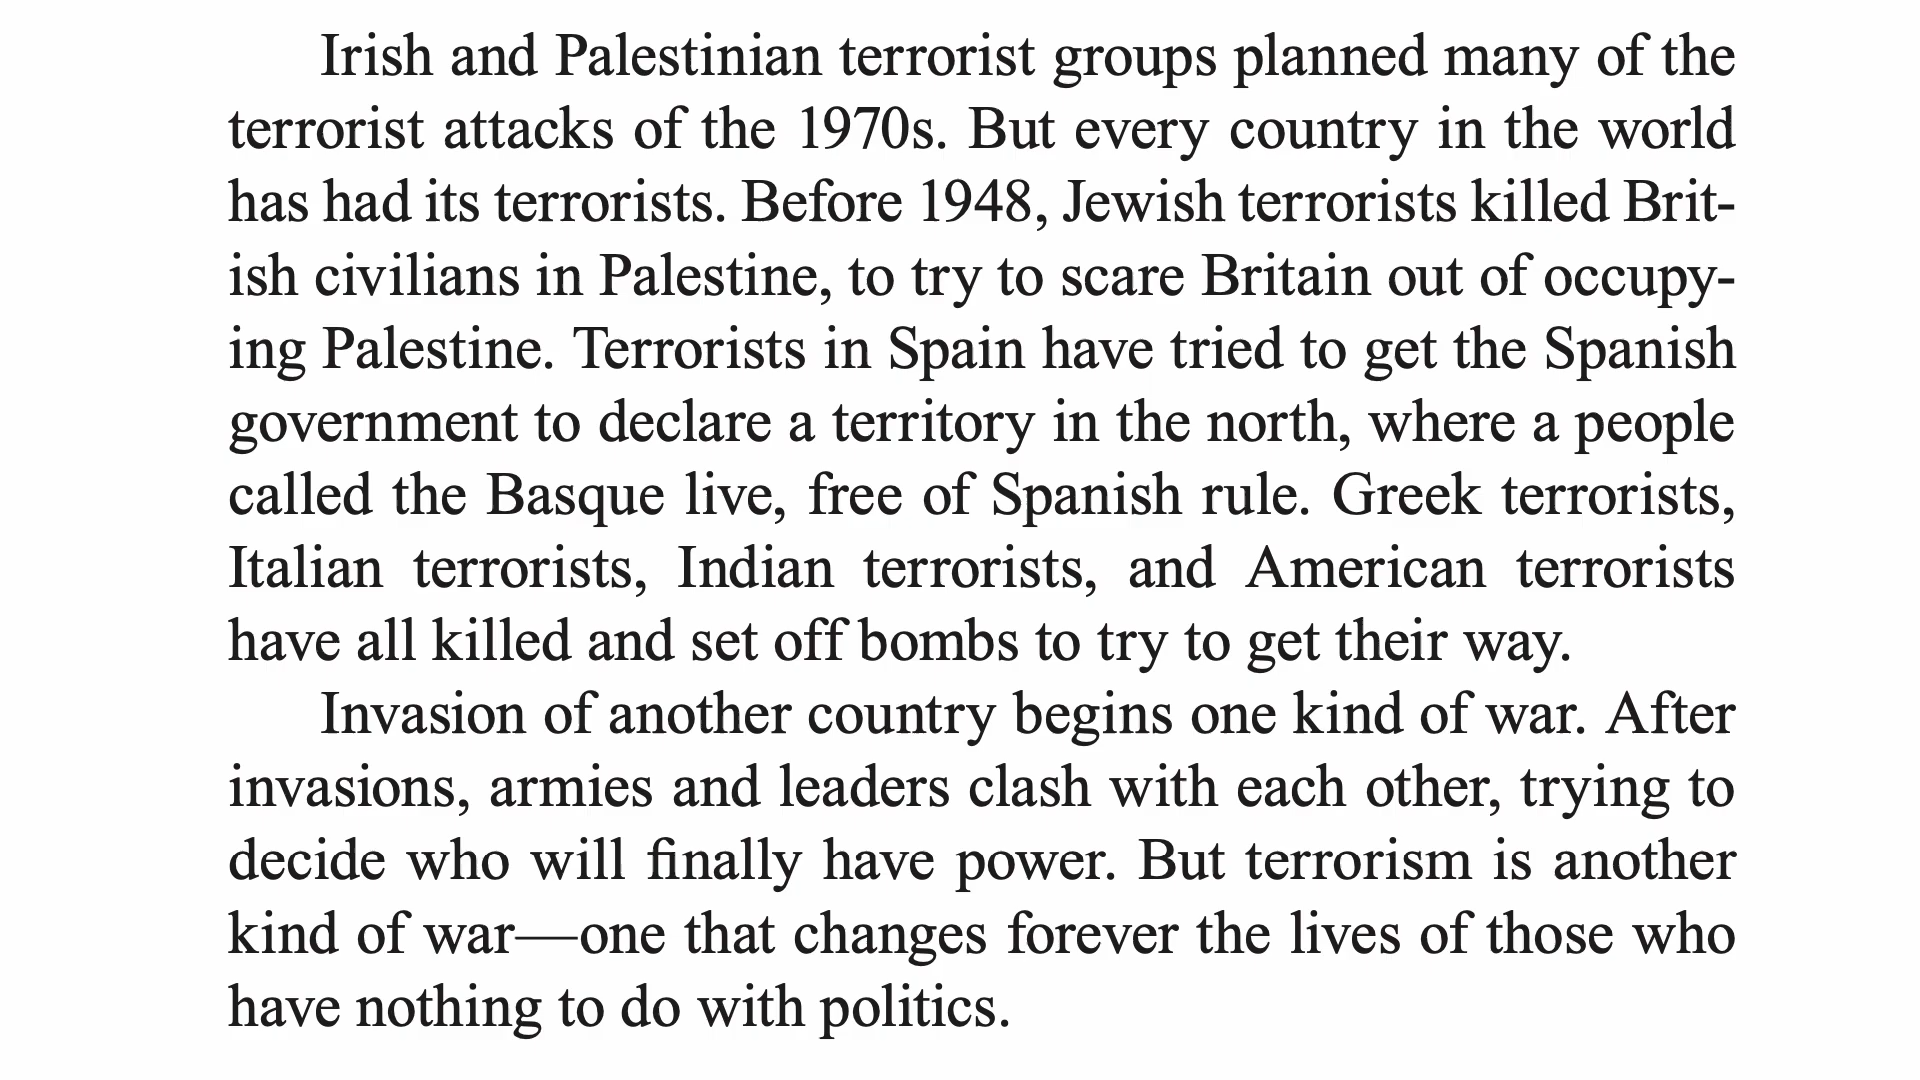 Irish and Palestinian terrorist groups planned many of the
terrorist attacks of the 1970s. But every country in the world
has had its terrorists. Before 1948, Jewish terrorists killed Brit-
ish civilians in Palestine, to try to scare Britain out of occupy-
ing Palestine. Terrorists in Spain have tried to get the Spanish
government to declare a territory in the north, where a people
called the Basque live, free of Spanish rule. Greek terrorists,
Italian terrorists, Indian terrorists, and American terrorists
have all killed and set off bombs to try to get their way.
Invasion of another country begins one kind of war. After
invasions, armies and leaders clash with each other, trying to
decide who will finally have power. But terrorism is another
kind of war—one that changes forever the lives of those who
have nothing to do with politics.